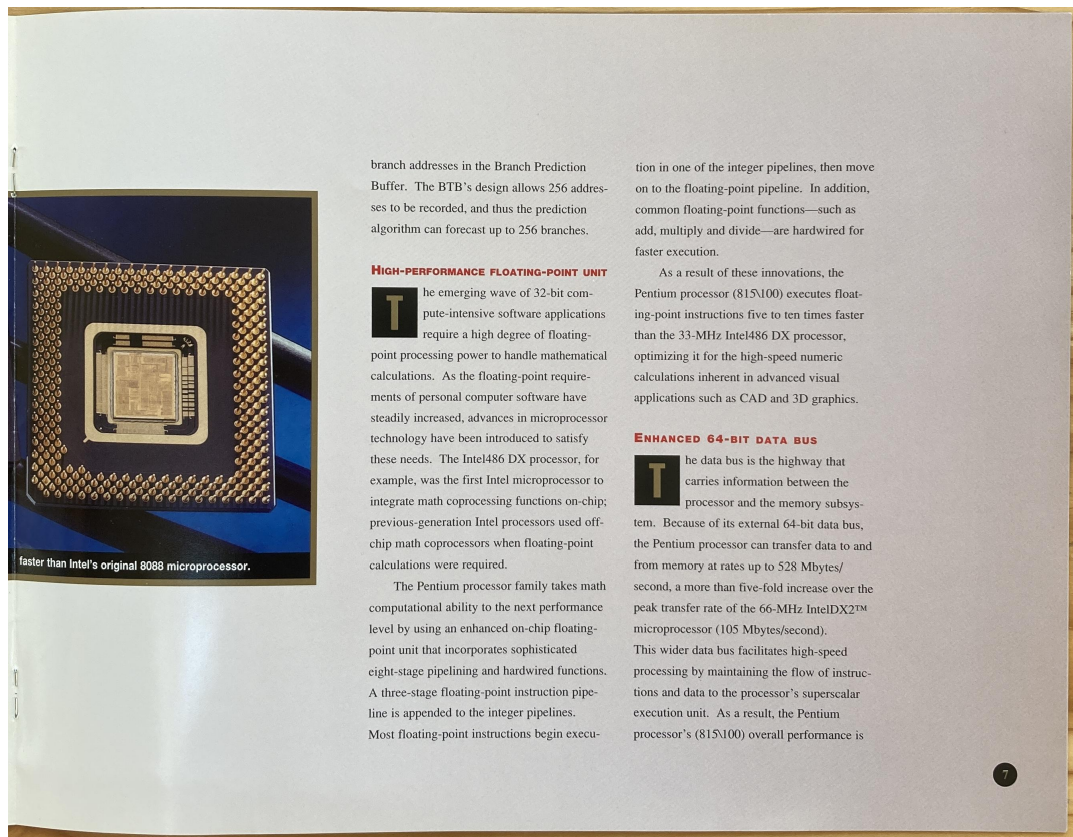 faster than Intel's original 8088 microprocessor.
branch addresses in the Branch Prediction
Buffer. The BTB's design allows 256 addres-
ses to be recorded, and thus the prediction
algorithm can forecast up to 256 branches.
HIGH-PERFORMANCE FLOATING-POINT UNIT
The emerging wave of 32-bit com-
pute-intensive software applications
require a high degree of floating-
point processing power to handle mathematical
calculations. As the floating-point require-
ments of personal computer software have
steadily increased, advances in microprocessor
technology have been introduced to satisfy
these needs. The Intel486 DX processor, for
example, was the first Intel microprocessor to
integrate math coprocessing functions on-chip;
previous-generation Intel processors used off-
chip math coprocessors when floating-point
calculations were required.
The Pentium processor family takes math
computational ability to the next performance
level by using an enhanced on-chip floating-
point unit that incorporates sophisticated
eight-stage pipelining and hardwired functions.
A three-stage floating-point instruction pipe-
line is appended to the integer pipelines.
Most floating-point instructions begin execu-
tion in one of the integer pipelines, then move
on to the floating-point pipeline. In addition,
common floating-point functions—such as
add, multiply and divide—are hardwired for
faster execution.
As a result of these innovations, the
Pentium processor (815\100) executes float-
ing-point instructions five to ten times faster
than the 33-MHz Intel486 DX processor,
optimizing it for the high-speed numeric
calculations inherent in advanced visual
applications such as CAD and 3D graphics.
ENHANCED 64-BIT DATA BUS
The data bus is the highway that
carries information between the
processor and the memory subsys-
tem. Because of its external 64-bit data bus,
the Pentium processor can transfer data to and
from memory at rates up to 528 Mbytes/
second, a more than five-fold increase over the
peak transfer rate of the 66-MHz IntelDX2™
microprocessor (105 Mbytes/second).
This wider data bus facilitates high-speed
processing by maintaining the flow of instruc-
tions and data to the processor's superscalar
execution unit. As a result, the Pentium
processor's (815\100) overall performance is
7